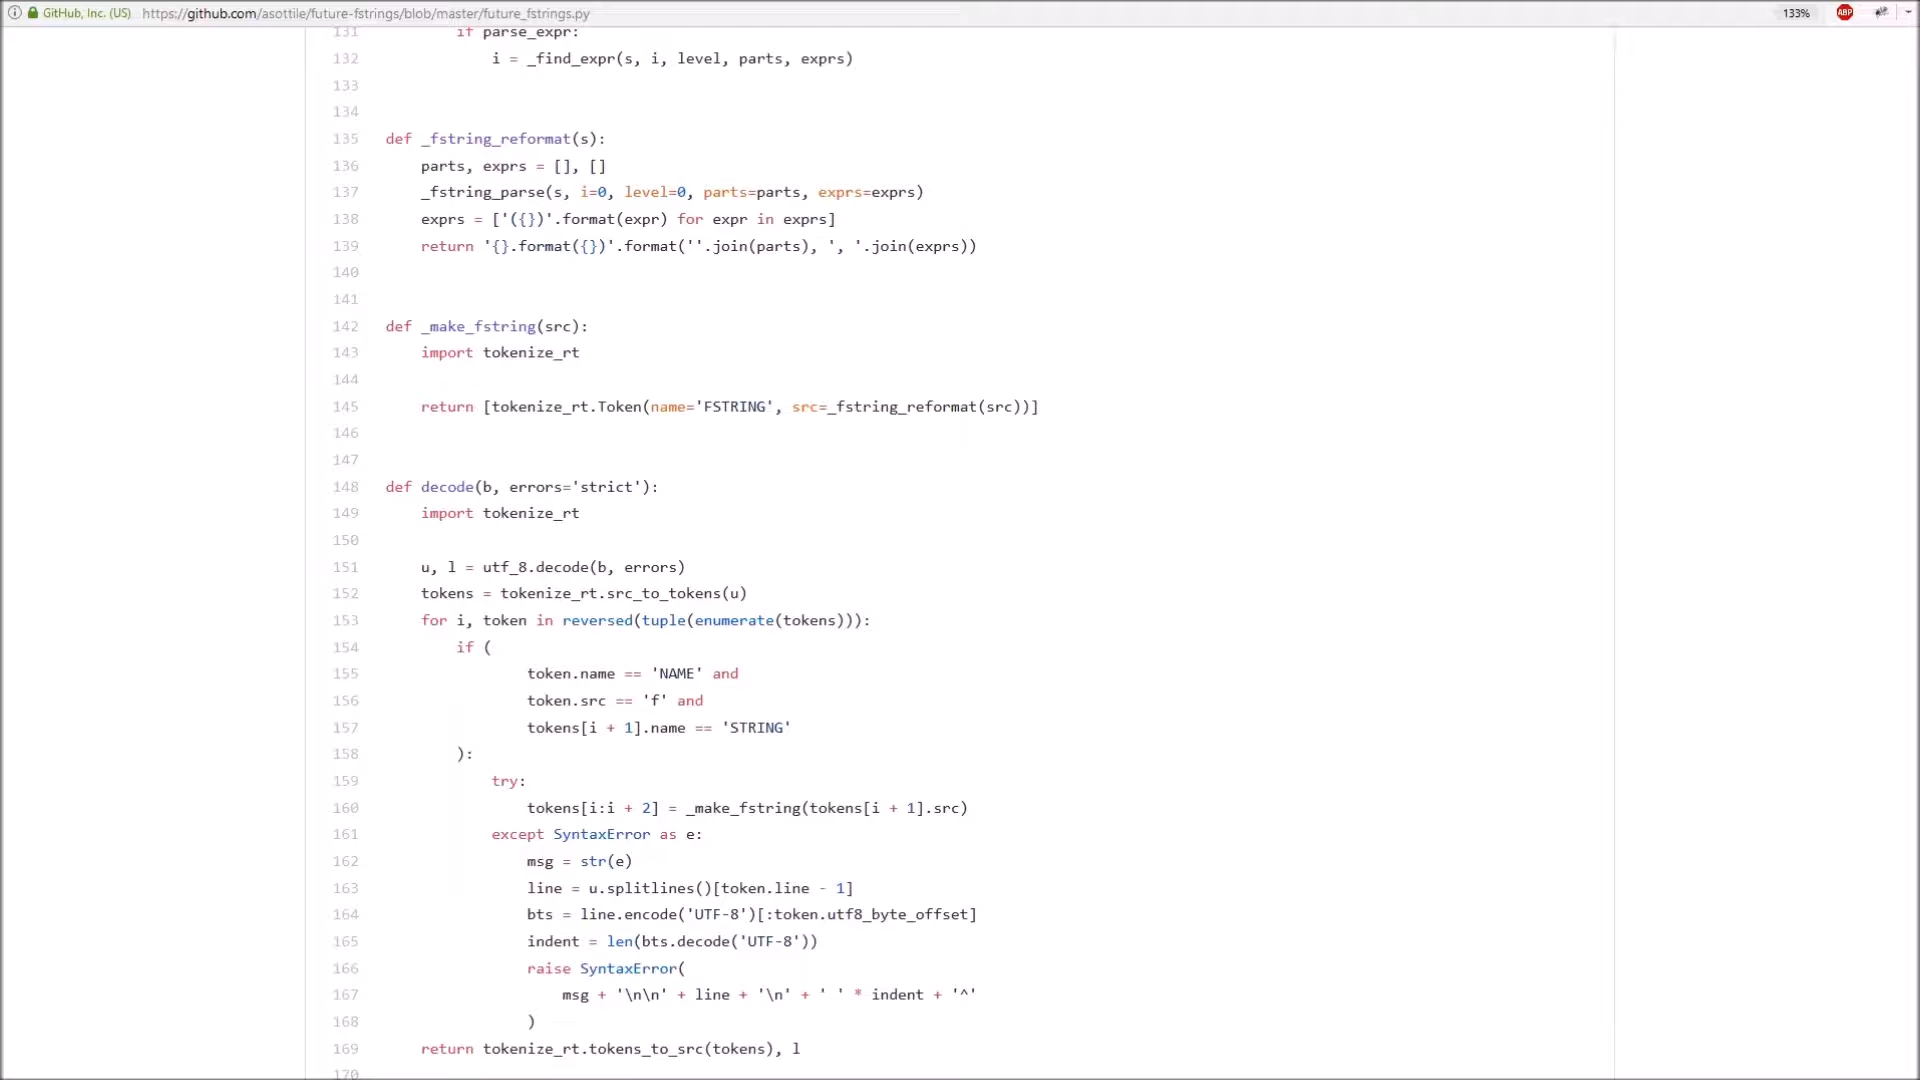 GitHub, Inc. (US) https://github.com/asottile/future-fstrings/blob/master/future_fstrings.py 133% ABP
131 if parse_expr:
132 i = _find_expr(s, i, level, parts, exprs)
133
134
135 def _fstring_reformat(s):
136 parts, exprs = [], []
137 _fstring_parse(s, i=0, level=0, parts=parts, exprs=exprs)
138 exprs = ['({})'.format(expr) for expr in exprs]
139 return '{}.format({})'.format(''.join(parts), ', '.join(exprs))
140
141
142 def _make_fstring(src):
143 import tokenize_rt
144
145 return [tokenize_rt.Token(name='FSTRING', src=_fstring_reformat(src))]
146
147
148 def decode(b, errors='strict'):
149 import tokenize_rt
150
151 u, l = utf_8.decode(b, errors)
152 tokens = tokenize_rt.src_to_tokens(u)
153 for i, token in reversed(tuple(enumerate(tokens))):
154 if (
155 token.name == 'NAME' and
156 token.src == 'f' and
157 tokens[i + 1].name == 'STRING'
158 ):
159 try:
160 tokens[i:i + 2] = _make_fstring(tokens[i + 1].src)
161 except SyntaxError as e:
162 msg = str(e)
163 line = u.splitlines()[token.line - 1]
164 bts = line.encode('UTF-8')[:token.utf8_byte_offset]
165 indent = len(bts.decode('UTF-8'))
166 raise SyntaxError(
167 msg + '\n\n' + line + '\n' + ' ' * indent + '^'
168 )
169 return tokenize_rt.tokens_to_src(tokens), l
170